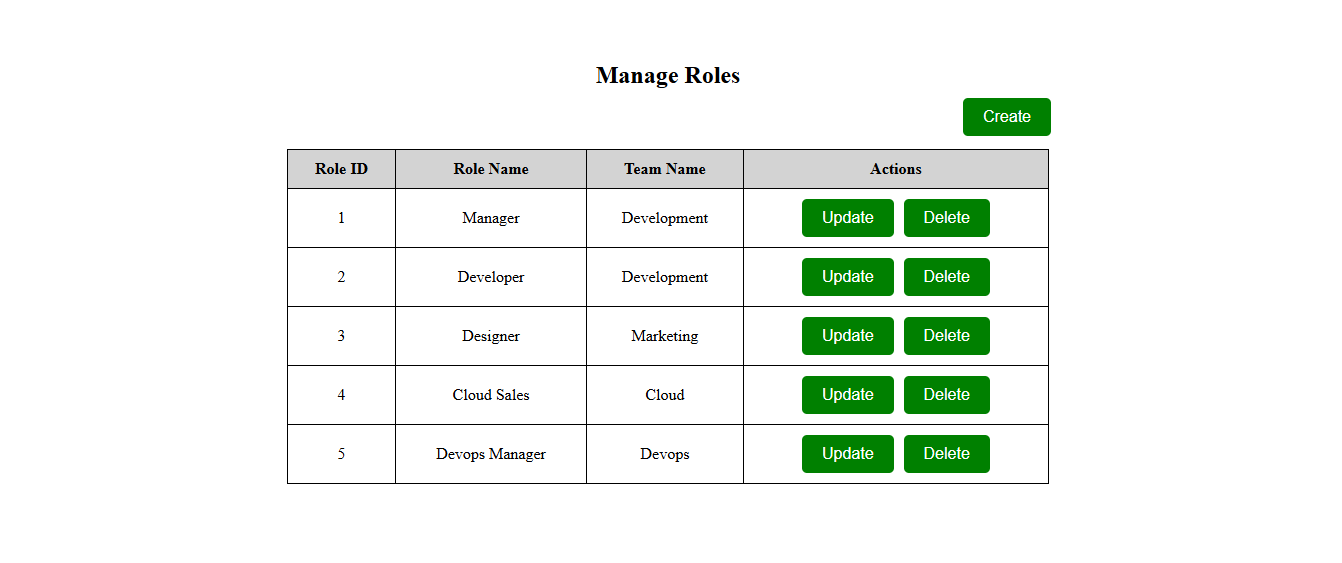 Manage Roles
Create
Role ID Role Name Team Name Actions
1 Manager Development Update Delete
2 Developer Development Update Delete
3 Designer Marketing Update Delete
4 Cloud Sales Cloud Update Delete
5 Devops Manager Devops Update Delete